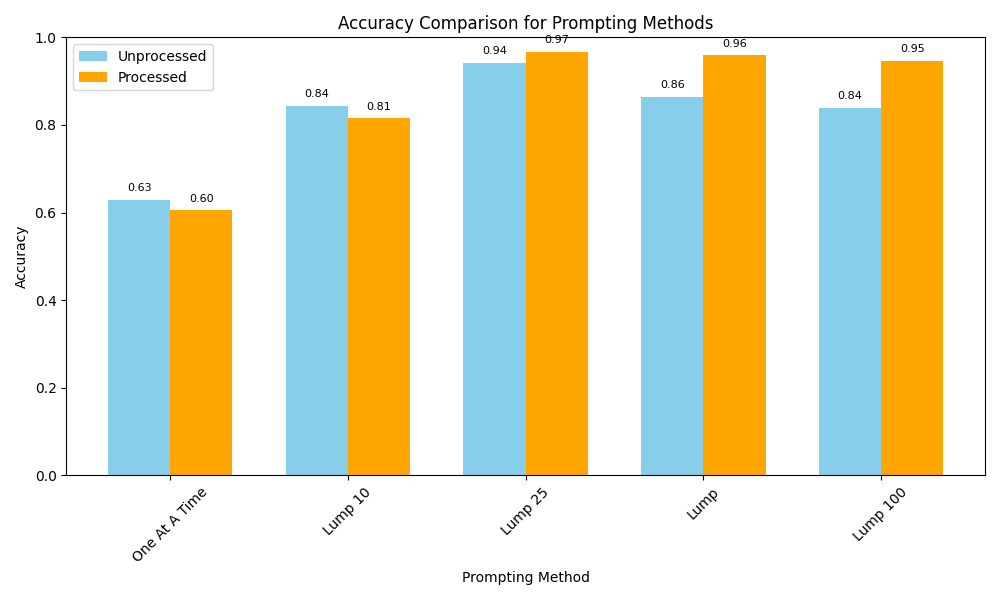 Accuracy Comparison for Prompting Methods
Unprocessed
Processed
1.0
0.8
0.6
0.4
0.2
0.0
Accuracy
0.63
0.60
0.84
0.81
0.94
0.97
0.86
0.96
0.84
0.95
One At A Time
Lump 10
Lump 25
Lump
Lump 100
Prompting Method